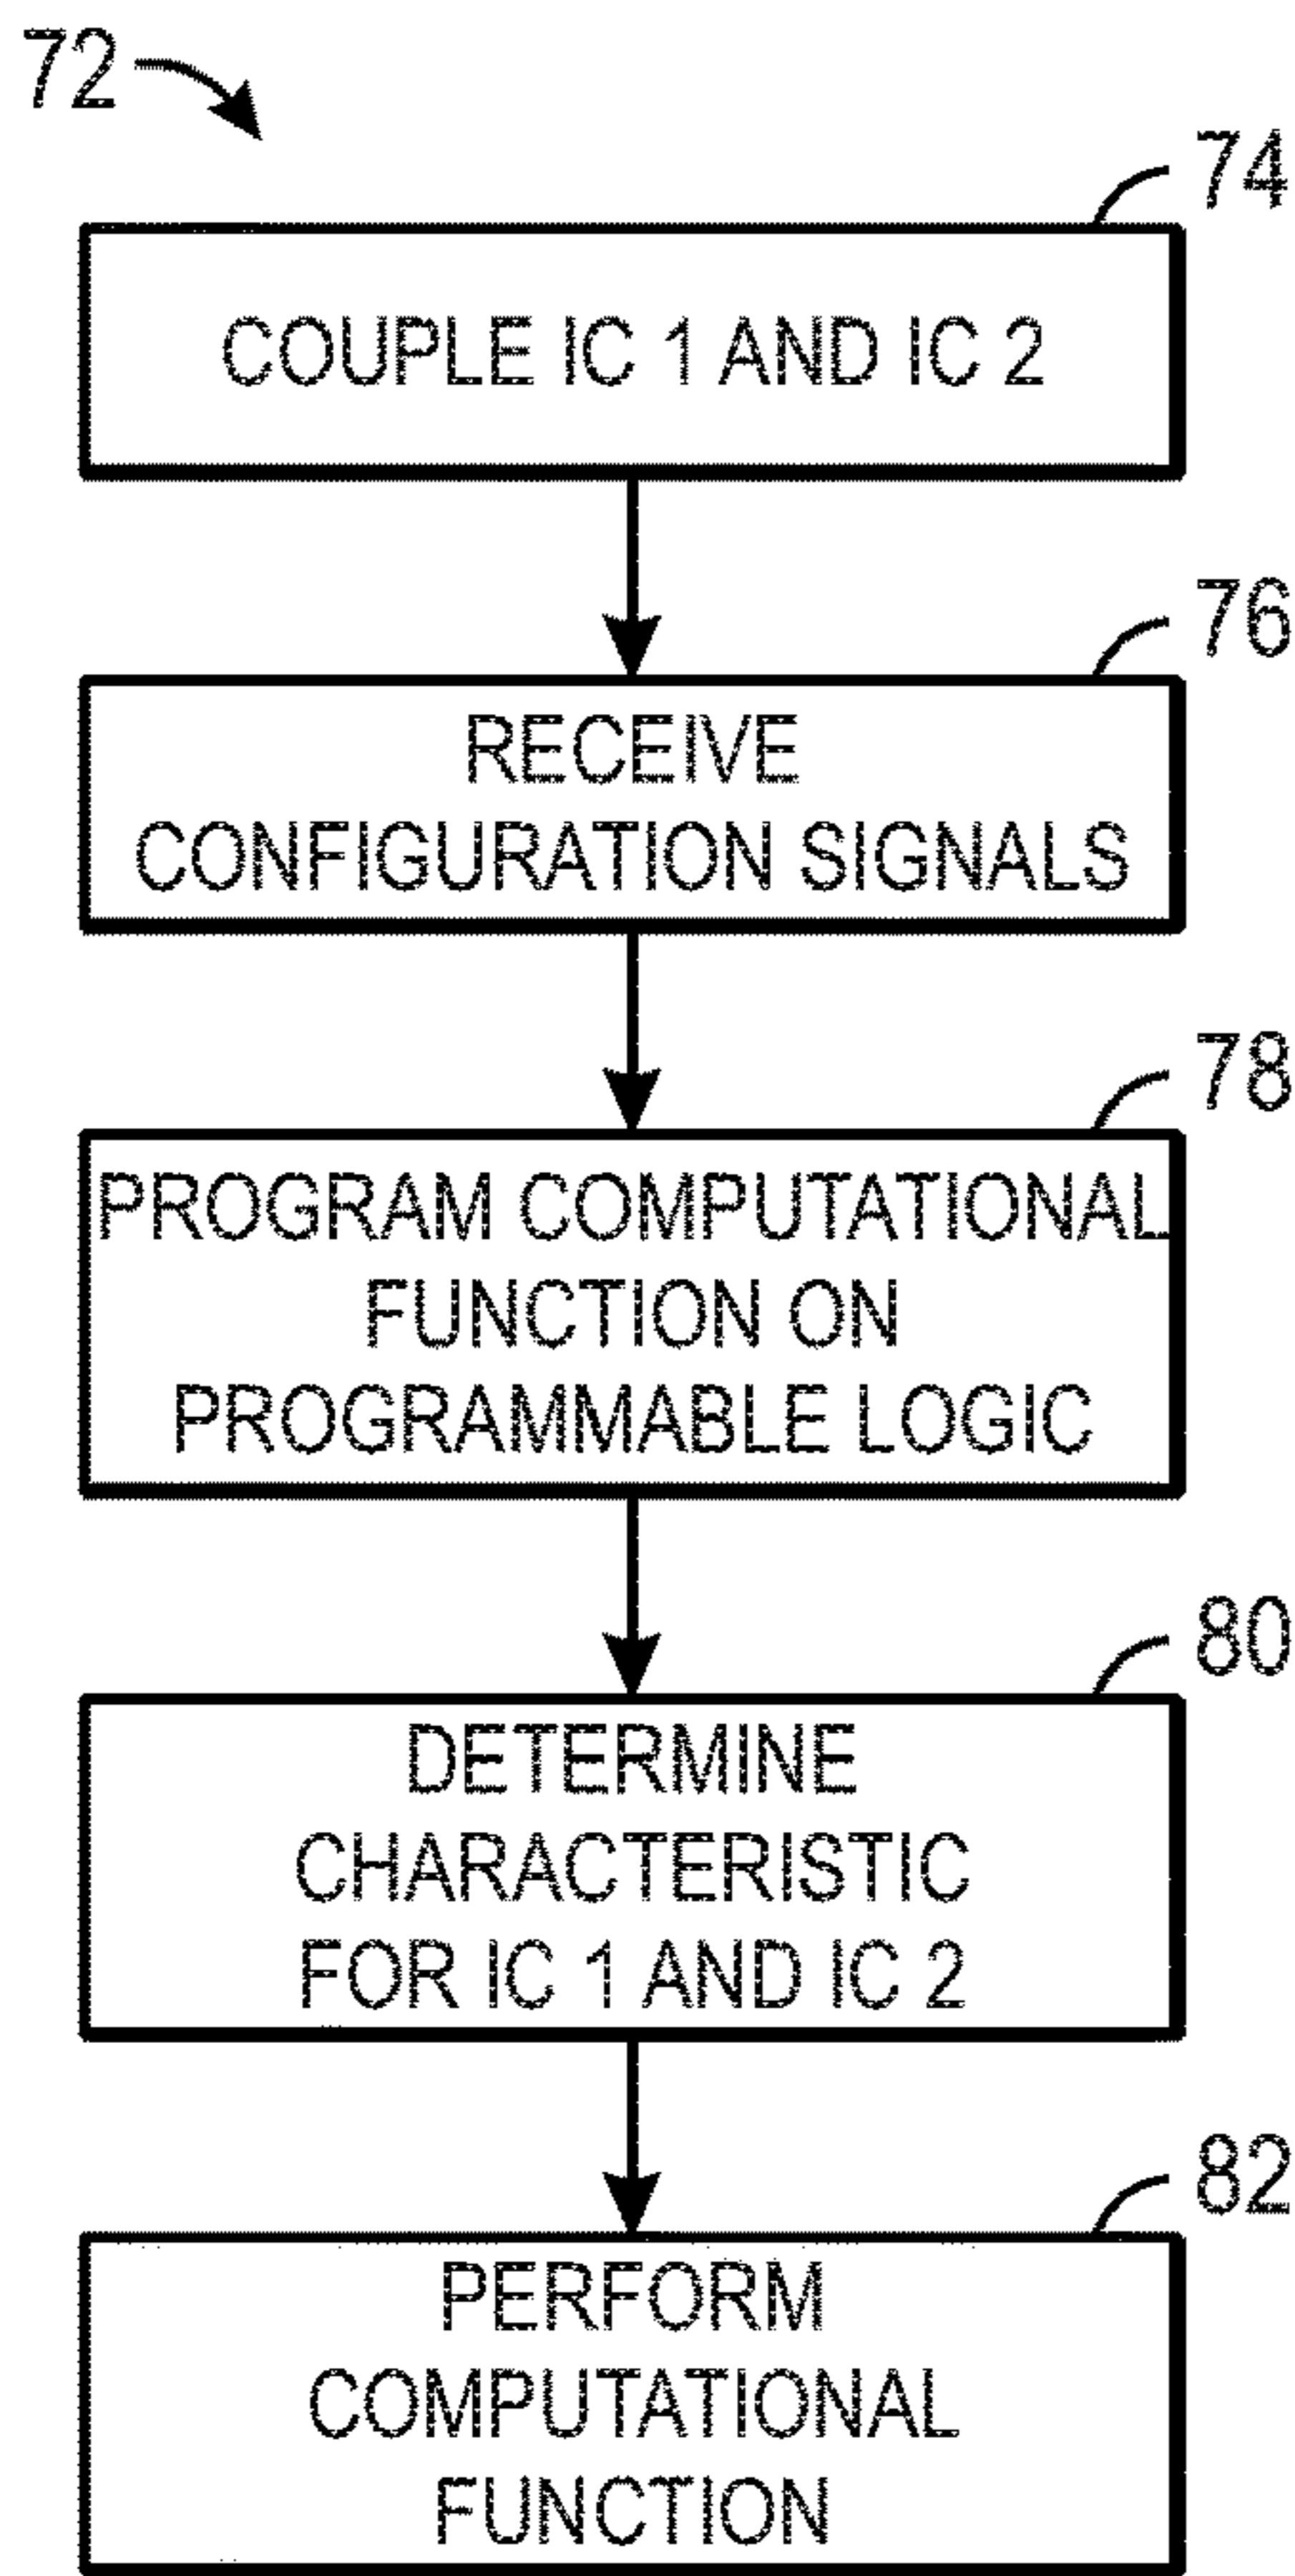 72
74
COUPLE IC 1 AND IC 2
76
RECEIVE
CONFIGURATION SIGNALS
78
PROGRAM COMPUTATIONAL
FUNCTION ON
PROGRAMMABLE LOGIC
80
DETERMINE
CHARACTERISTIC
FOR IC 1 AND IC 2
82
PERFORM
COMPUTATIONAL
FUNCTION